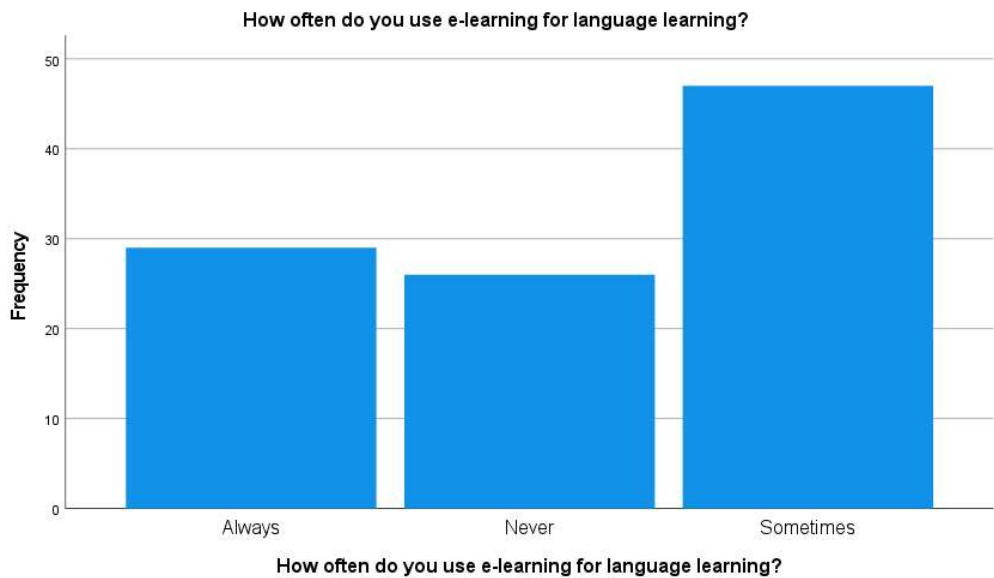 How often do you use e-learning for language learning?
50
40
30
20
10
0
Frequency
Always Never Sometimes
How often do you use e-learning for language learning?